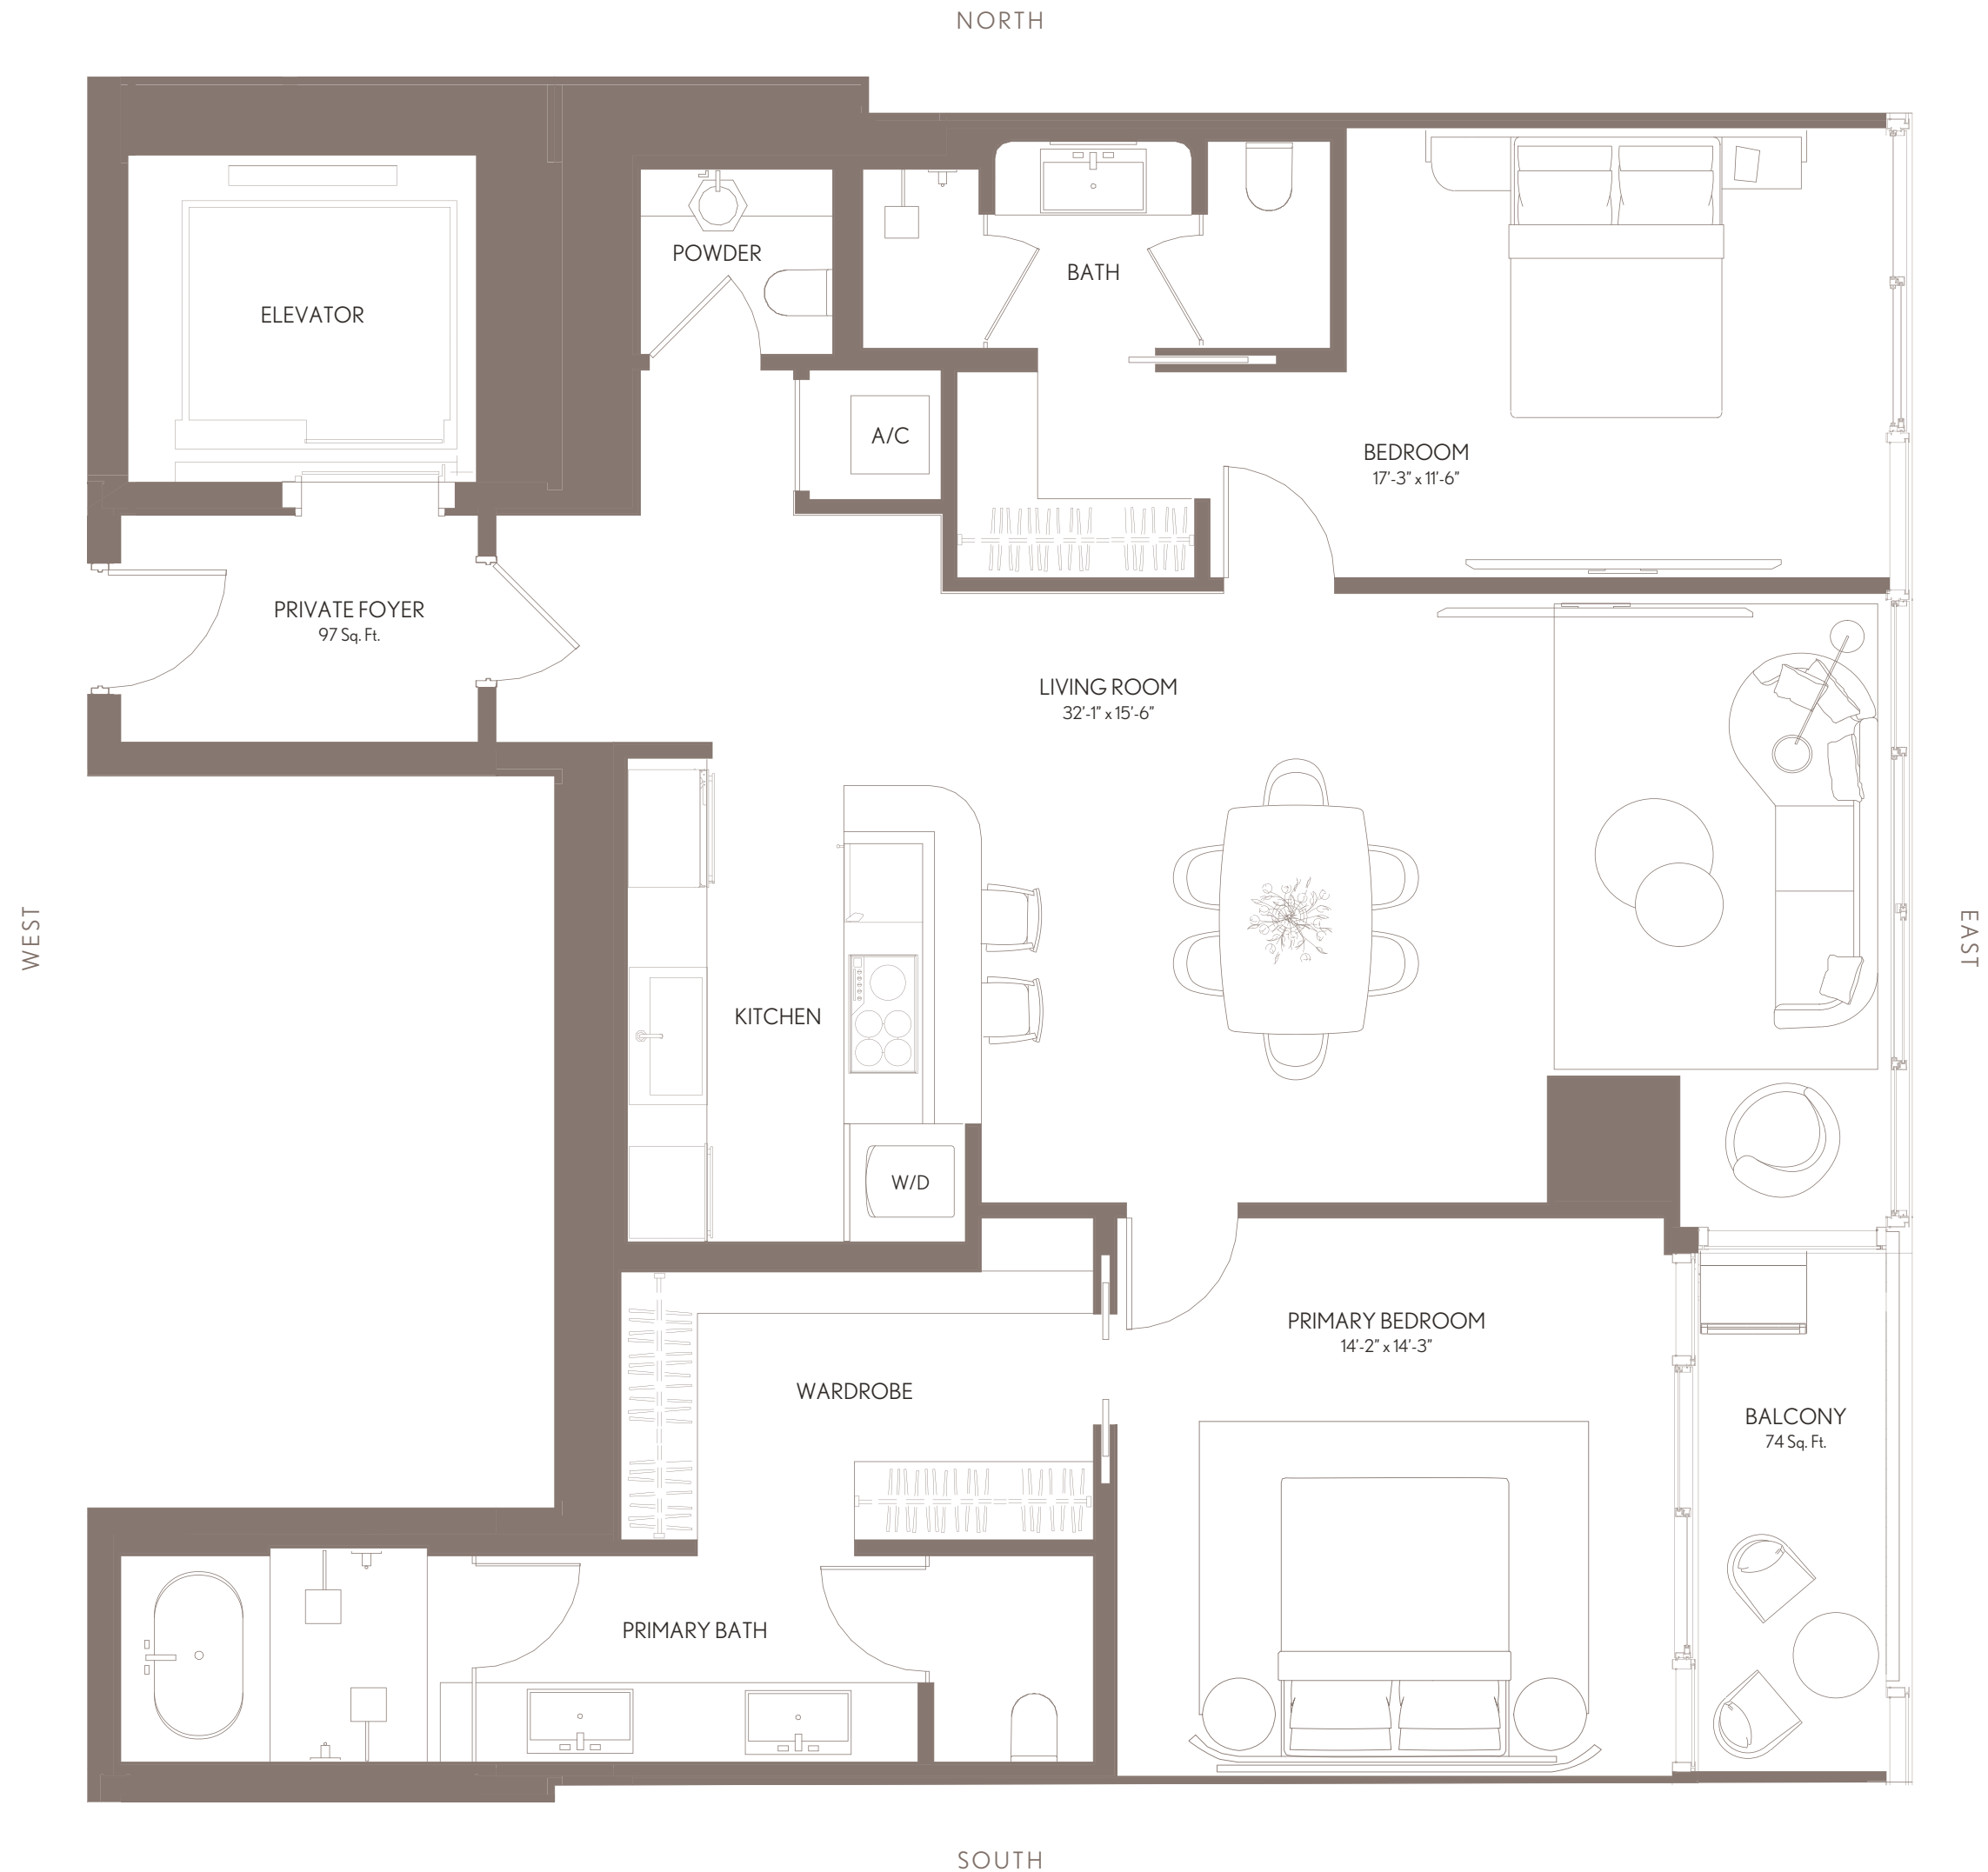 NORTH
POWDER
BATH
ELEVATOR
A/C
BEDROOM
17'-3" x 11'-6"
PRIVATE FOYER
97 Sq. Ft.
LIVING ROOM
32'-1" x 15'-6"
WEST
EAST
KITCHEN
W/D
PRIMARY BEDROOM
14'-2" x 14'-3"
WARDROBE
BALCONY
74 Sq. Ft.
PRIMARY BATH
SOUTH